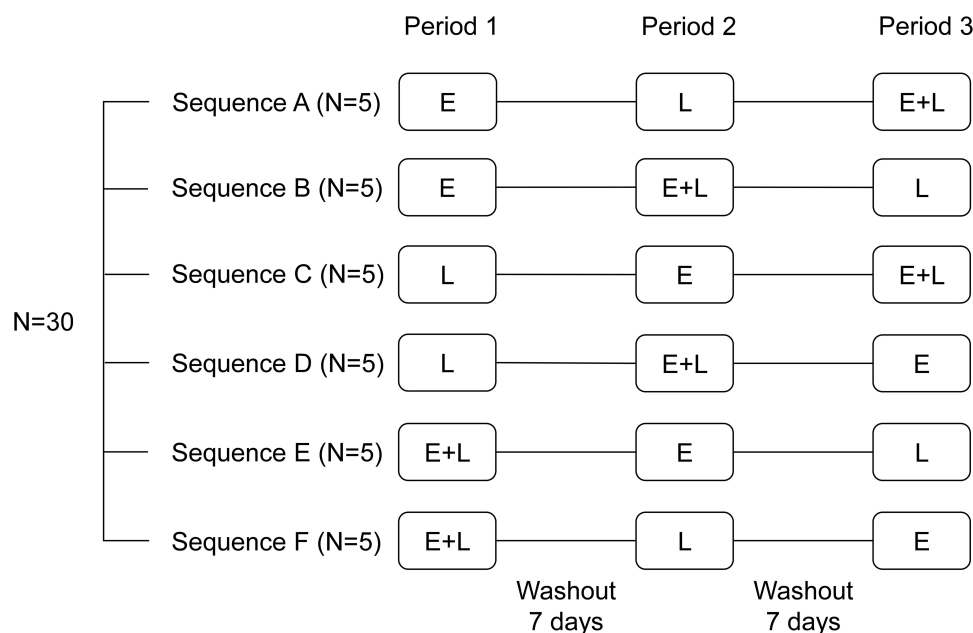 Period 1 Period 2 Period 3
Sequence A (N=5) E L E+L
Sequence B (N=5) E E+L L
Sequence C (N=5) L E E+L
N=30
Sequence D (N=5) L E+L E
Sequence E (N=5) E+L E L
Sequence F (N=5) E+L L E
Washout Washout
7 days 7 days